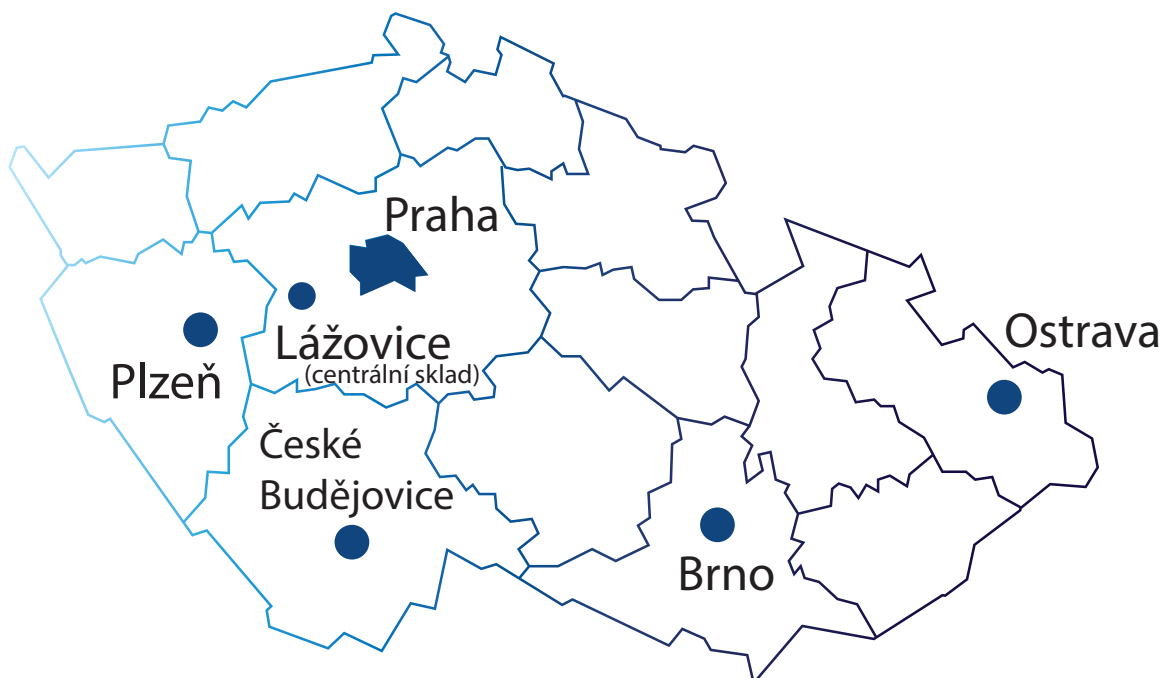 Praha
Lážovice
(centrální sklad)
Plzeň
Ostrava
České
Budějovice
Brno